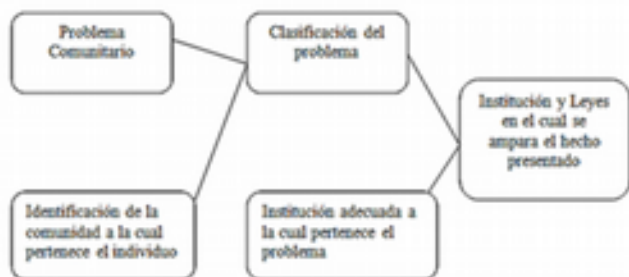 Problema
Comunitario
Clasificación del
problema
Institución y Leyes
en el cual se
ampara el hecho
presentado
Identificación de la
comunidad a la cual
pertenece el individuo
Institución adecuada a
la cual pertenece el
problema